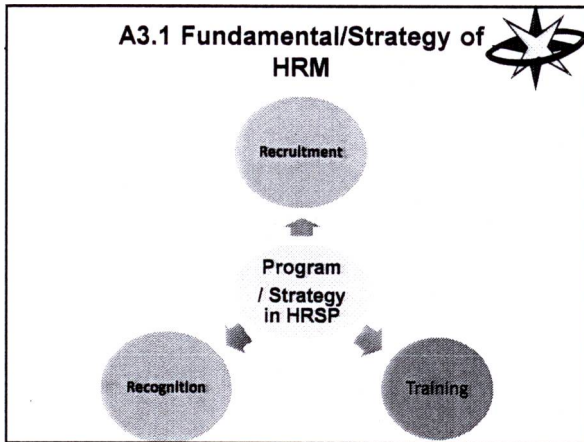 A3.1 Fundamental/Strategy of
HRM
Recruitment
Program
/ Strategy
in HRSP
Recognition
Training